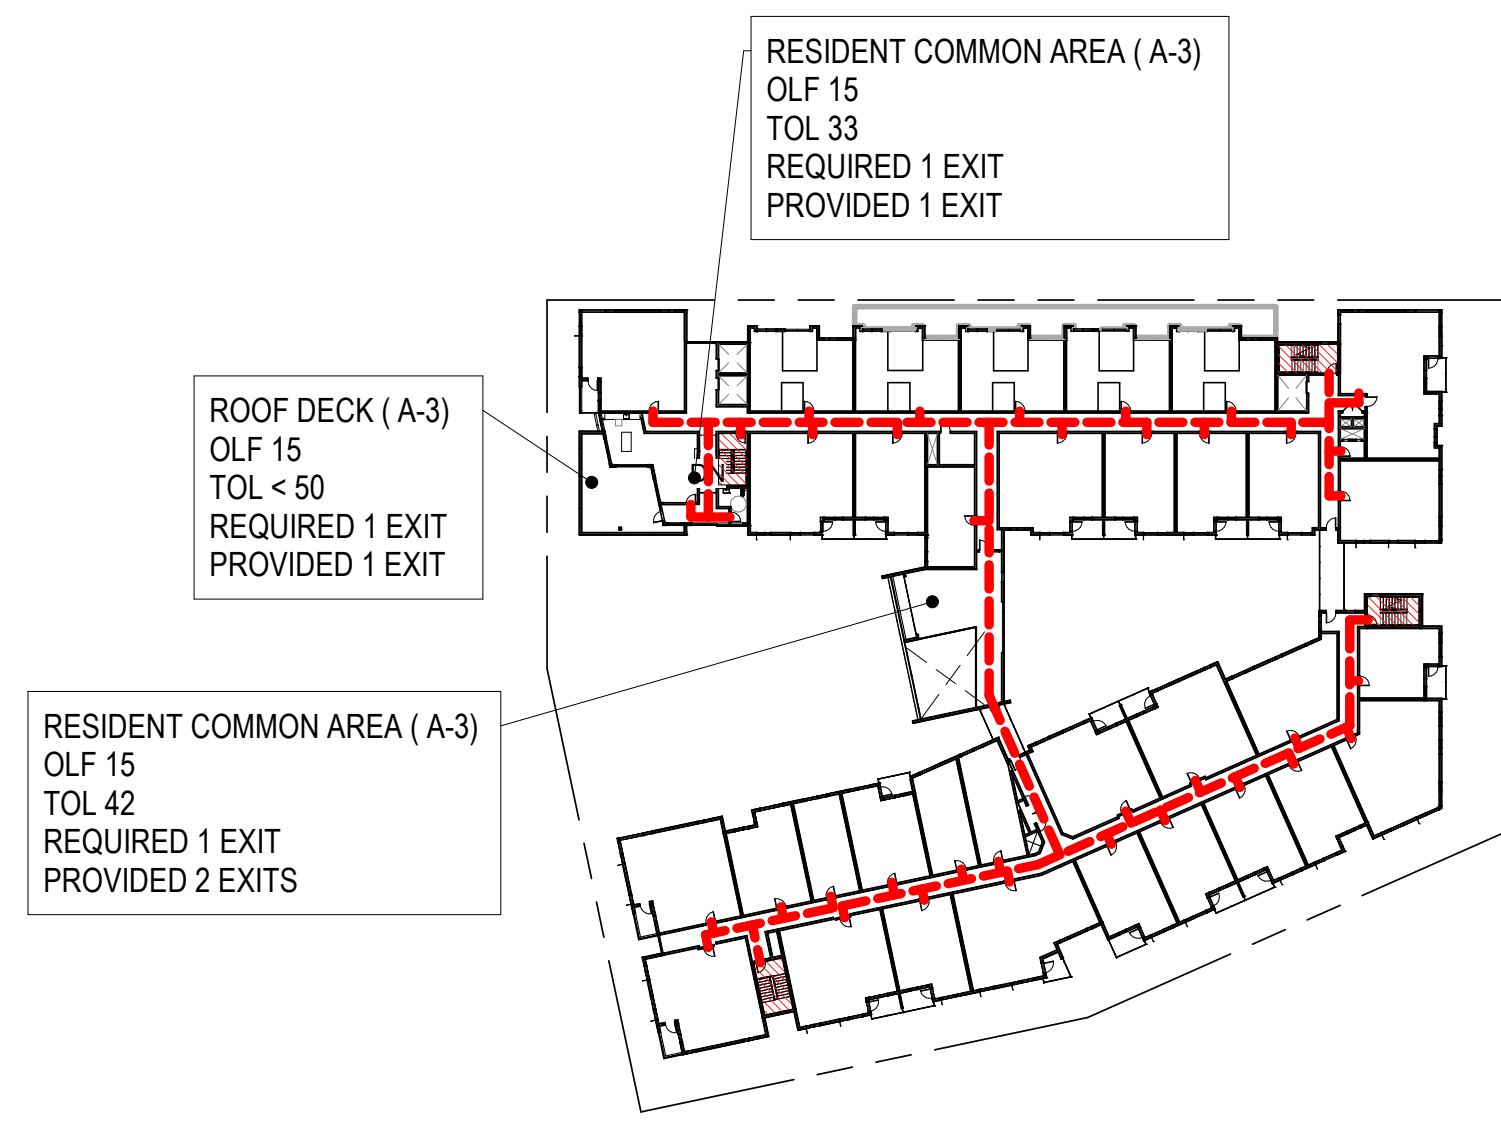 RESIDENT COMMON AREA ( A-3)
OLF 15
TOL 33
REQUIRED 1 EXIT
PROVIDED 1 EXIT
ROOF DECK ( A-3)
OLF 15
TOL < 50
REQUIRED 1 EXIT
PROVIDED 1 EXIT
RESIDENT COMMON AREA ( A-3)
OLF 15
TOL 42
REQUIRED 1 EXIT
PROVIDED 2 EXITS